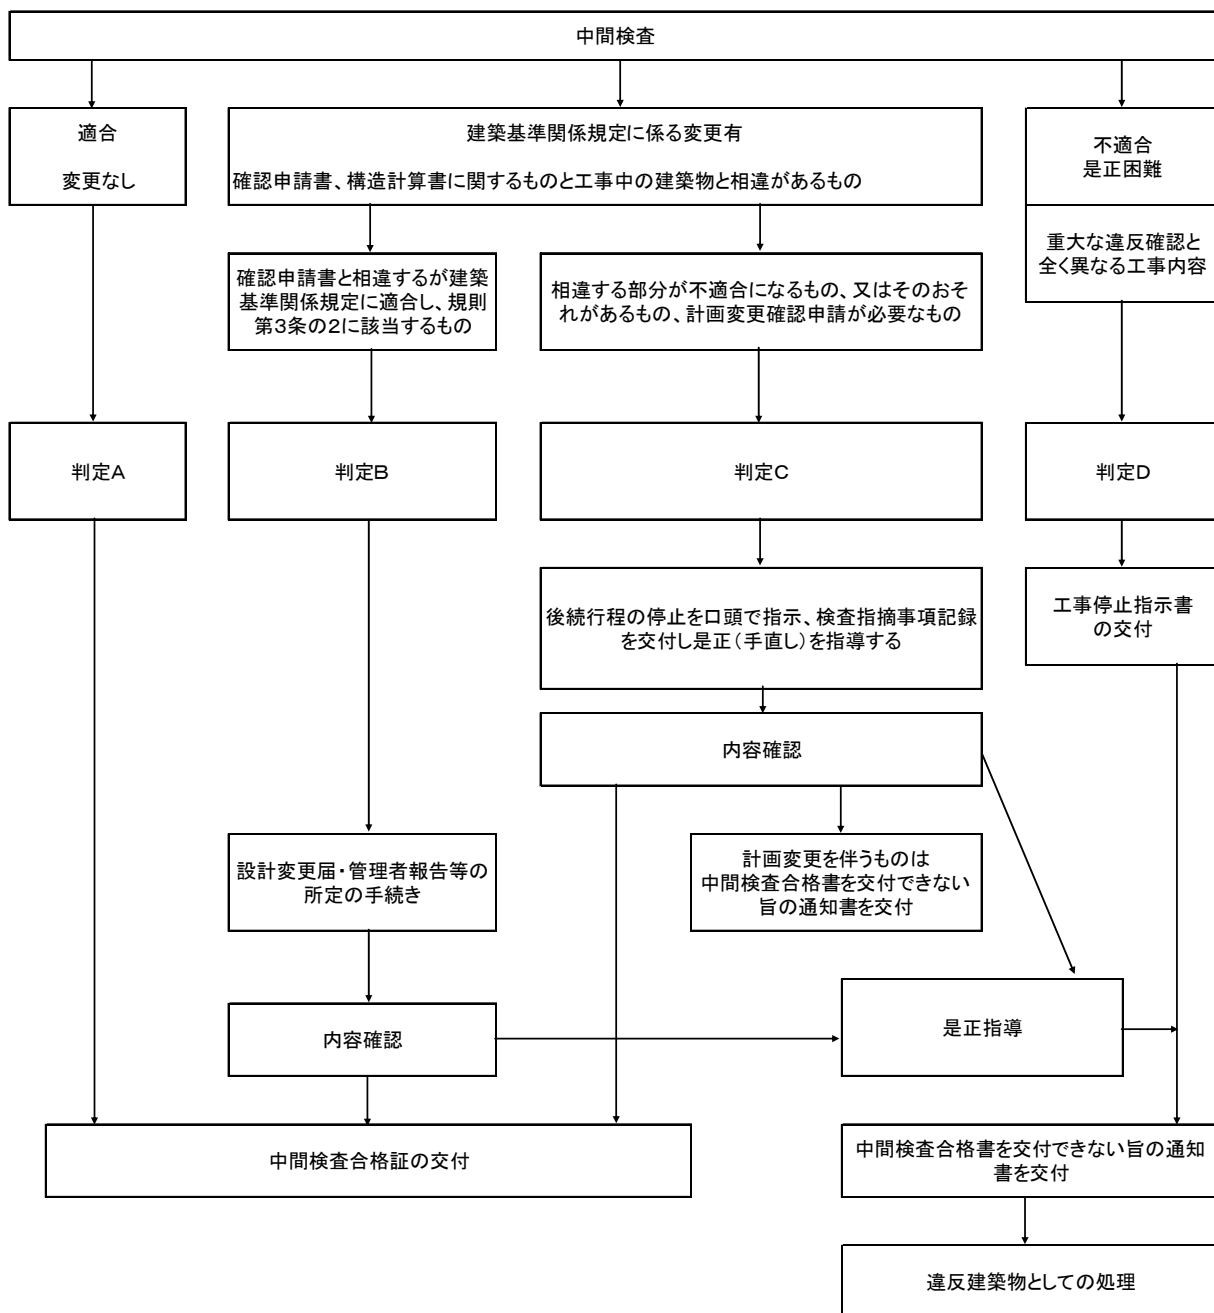 中間検査
適合
変更なし
建築基準関係規定に係る変更有
確認申請書、構造計算書に関するものと工事中の建築物と相違があるもの
不適合
是正困難
重大な違反確認と
全く異なる工事内容
確認申請書と相違するが建築
基準関係規定に適合し、規則
第3条の2に該当するもの
相違する部分が不適合になるもの、又はそのおそ
れがあるもの、計画変更確認申請が必要なもの
判定A
判定B
判定C
判定D
後続行程の停止を口頭で指示、検査指摘事項記録
を交付し是正(手直し)を指導する
工事停止指示書
の交付
内容確認
設計変更届・管理者報告等の
所定の手続き
計画変更を伴うものは
中間検査合格書を交付できない
旨の通知書を交付
内容確認
是正指導
中間検査合格証の交付
中間検査合格書を交付できない旨の通知
書を交付
違反建築物としての処理